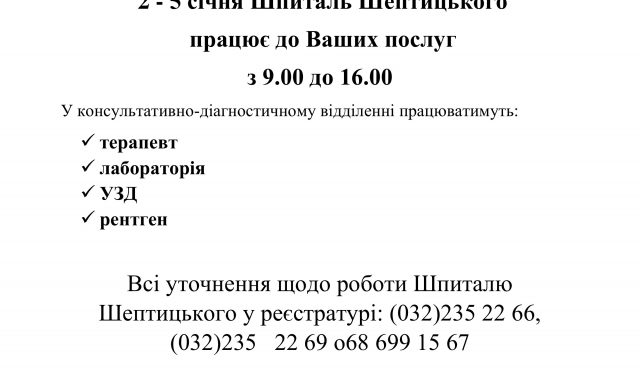 2 - 5 січня Шпиталь Шептицького
працює до Ваших послуг
з 9.00 до 16.00
У консультативно-діагностичному відділенні працюватимуть:
✓ терапевт
✓ лабораторія
✓ УЗД
✓ рентген
Всі уточнення щодо роботи Шпиталю
Шептицького у реєстратурі: (032)235 22 66,
(032)235 22 69 о68 699 15 67